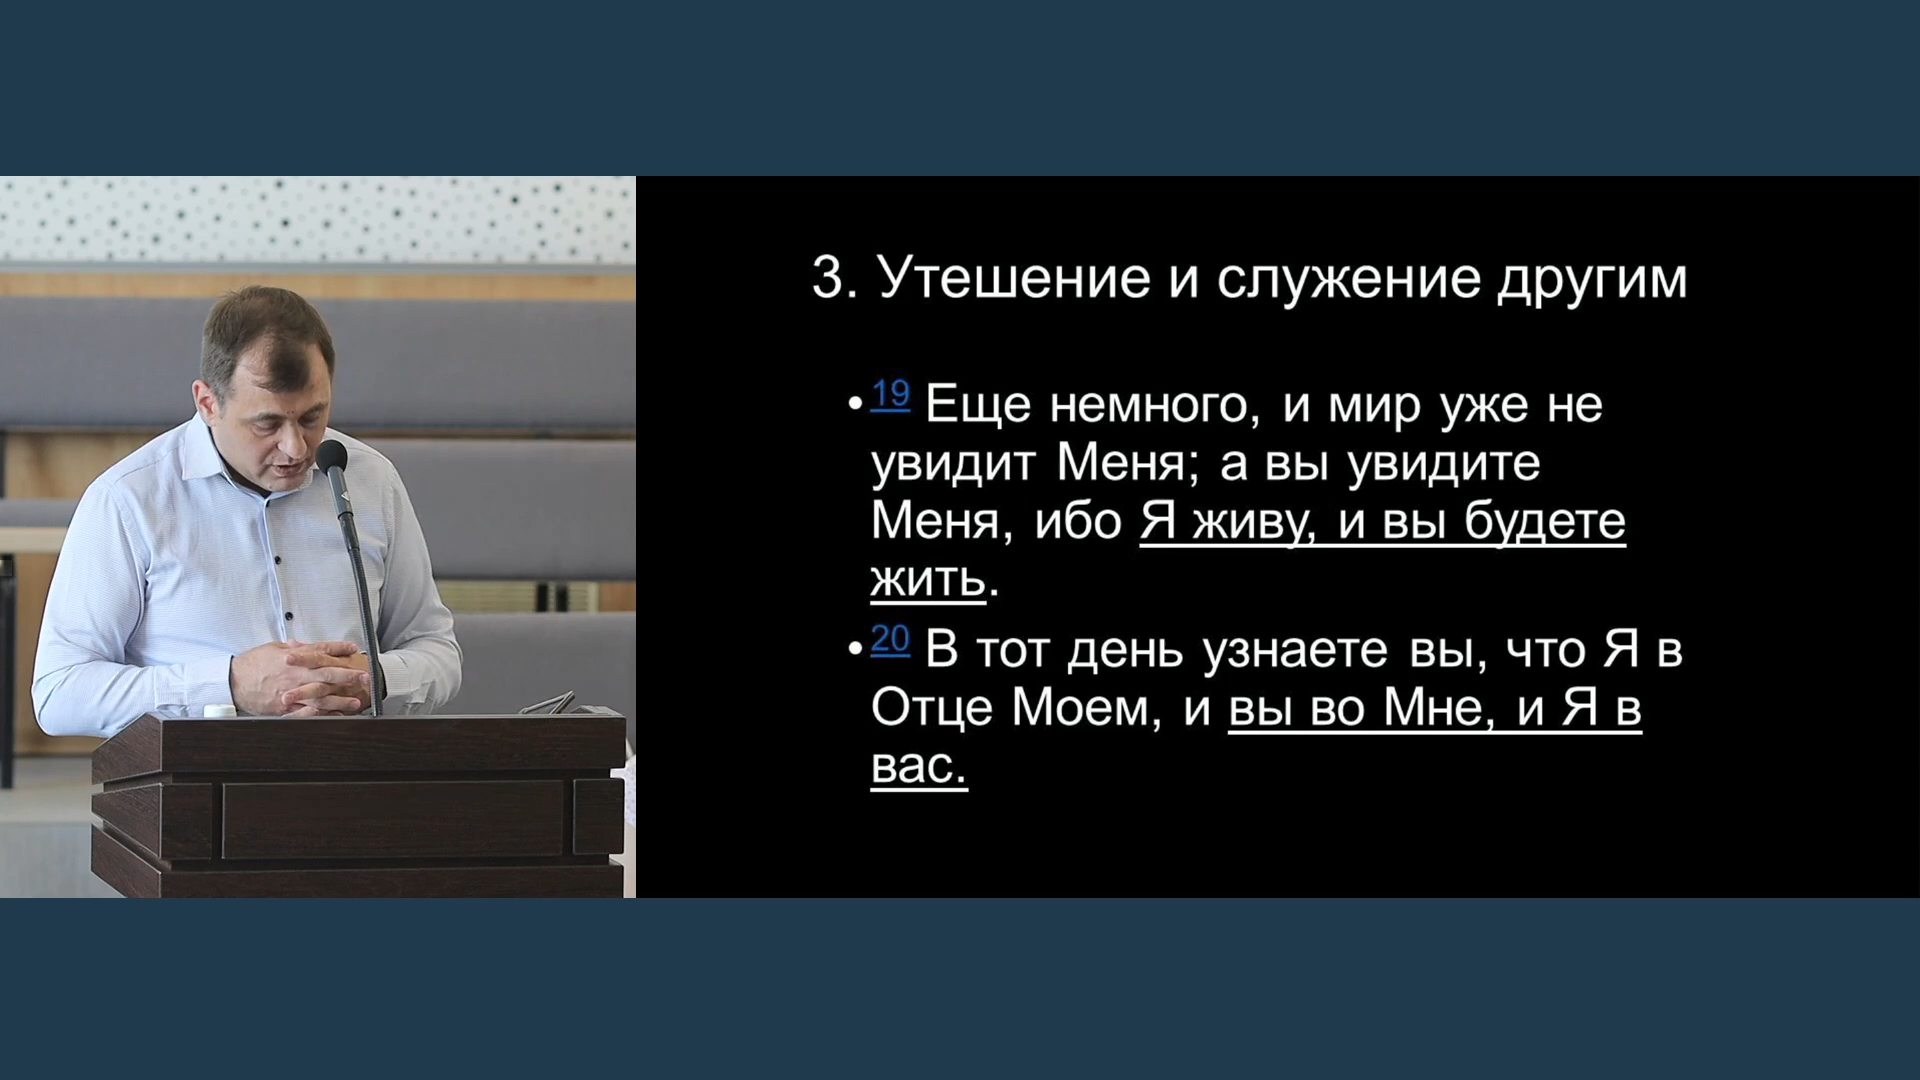 3. Утешение и служение другим
• 19 Еще немного, и мир уже не
увидит Меня; а вы увидите
Меня, ибо Я живу, и вы будете
жить.
• 20 В тот день узнаете вы, что Я в
Отце Моем, и вы во Мне, и Я в
вас.